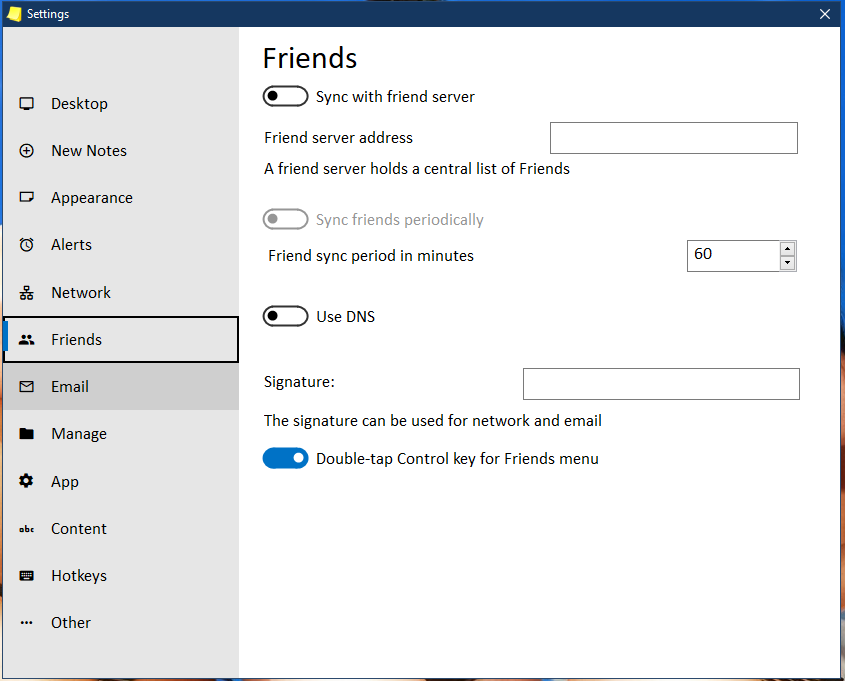 Settings
Desktop
New Notes
Appearance
Alerts
Network
Friends
Email
Manage
App
abc Content
Hotkeys
Other
Friends
Sync with friend server
Friend server address
A friend server holds a central list of Friends
Sync friends periodically
Friend sync period in minutes 60
Use DNS
Signature:
The signature can be used for network and email
Double-tap Control key for Friends menu